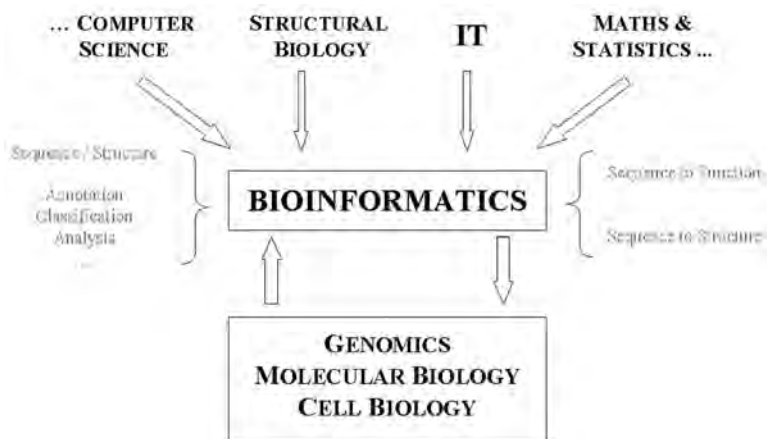 ... COMPUTER
SCIENCE
STRUCTURAL
BIOLOGY
IT
MATHS &
STATISTICS ...
Sequence / Structure
Annotation
Classification
Analysis
...
BIOINFORMATICS
Sequence to Function
Sequence to Structure
GENOMICS
MOLECULAR BIOLOGY
CELL BIOLOGY